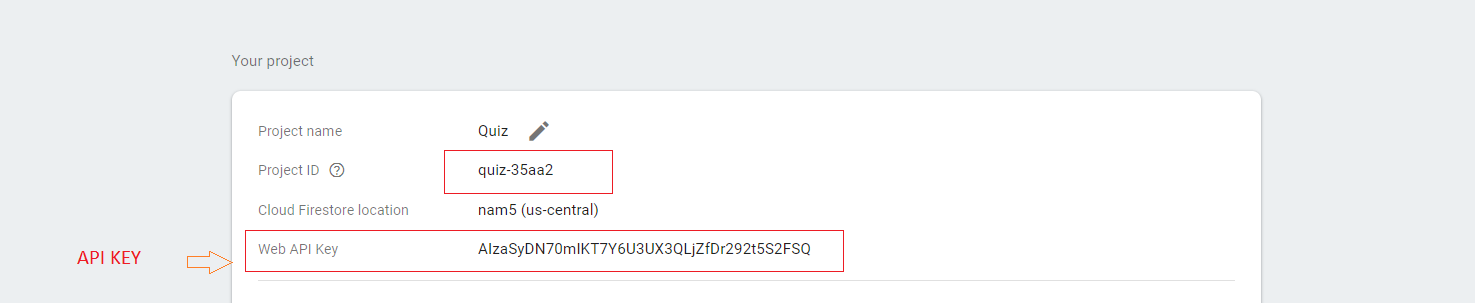 Your project
Project name Quiz
Project ID quiz-35aa2
Cloud Firestore location nam5 (us-central)
API KEY Web API Key AIzaSyDN70mIKT7Y6U3UX3QLjZfDr292t5S2FSQ